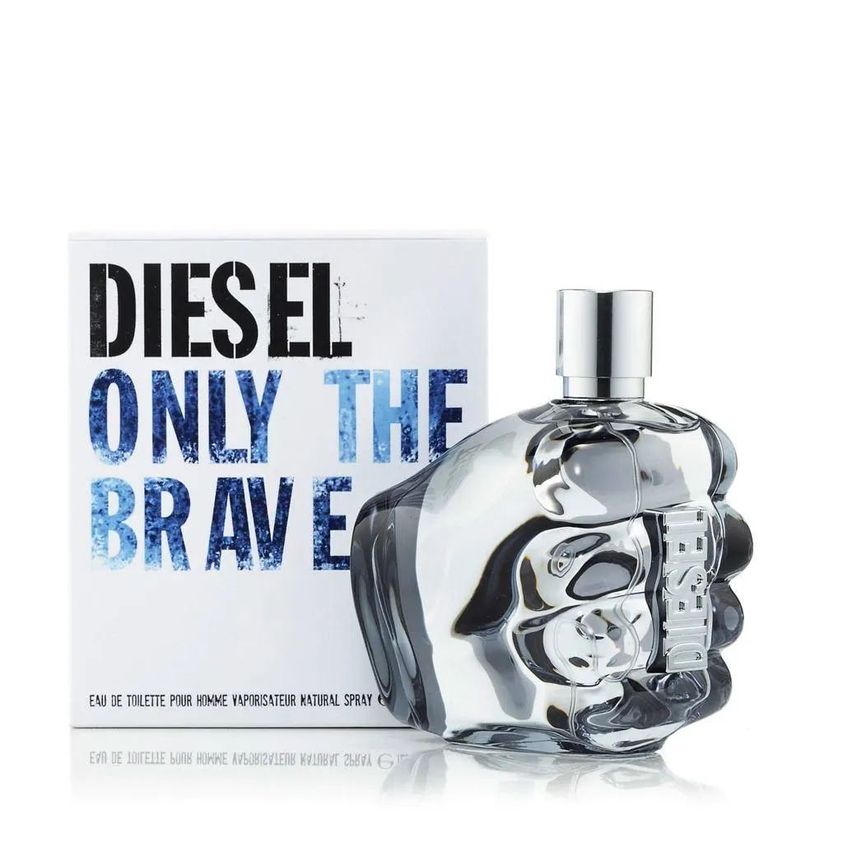 DIESEL
ONLY THE
BRAVE
EAU DE TOILETTE POUR HOMME VAPORISATEUR NATURAL SPRAY
DIESEL